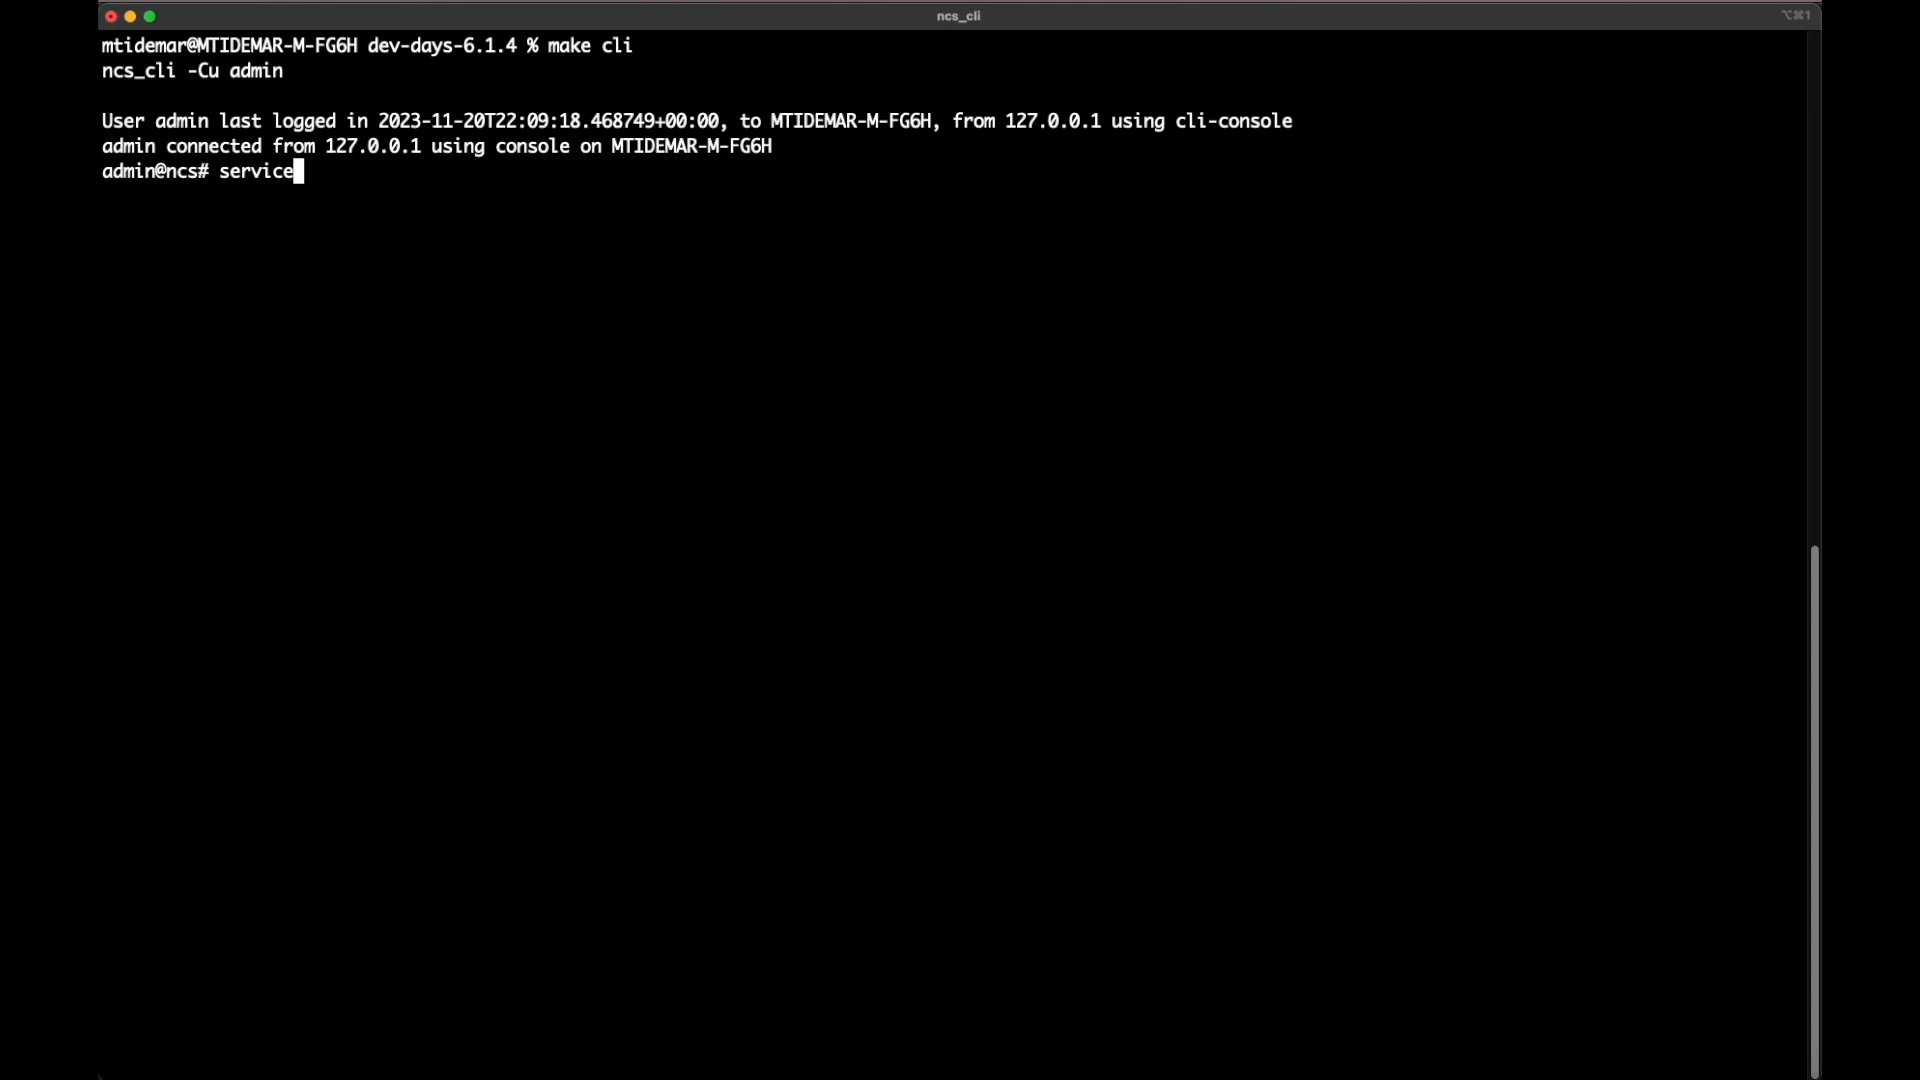 ncs_cli
⌥⌘1
mtidemar@MTIDEMAR-M-FG6H dev-days-6.1.4 % make cli
ncs_cli -Cu admin
User admin last logged in 2023-11-20T22:09:18.468749+00:00, to MTIDEMAR-M-FG6H, from 127.0.0.1 using cli-console
admin connected from 127.0.0.1 using console on MTIDEMAR-M-FG6H
admin@ncs# service